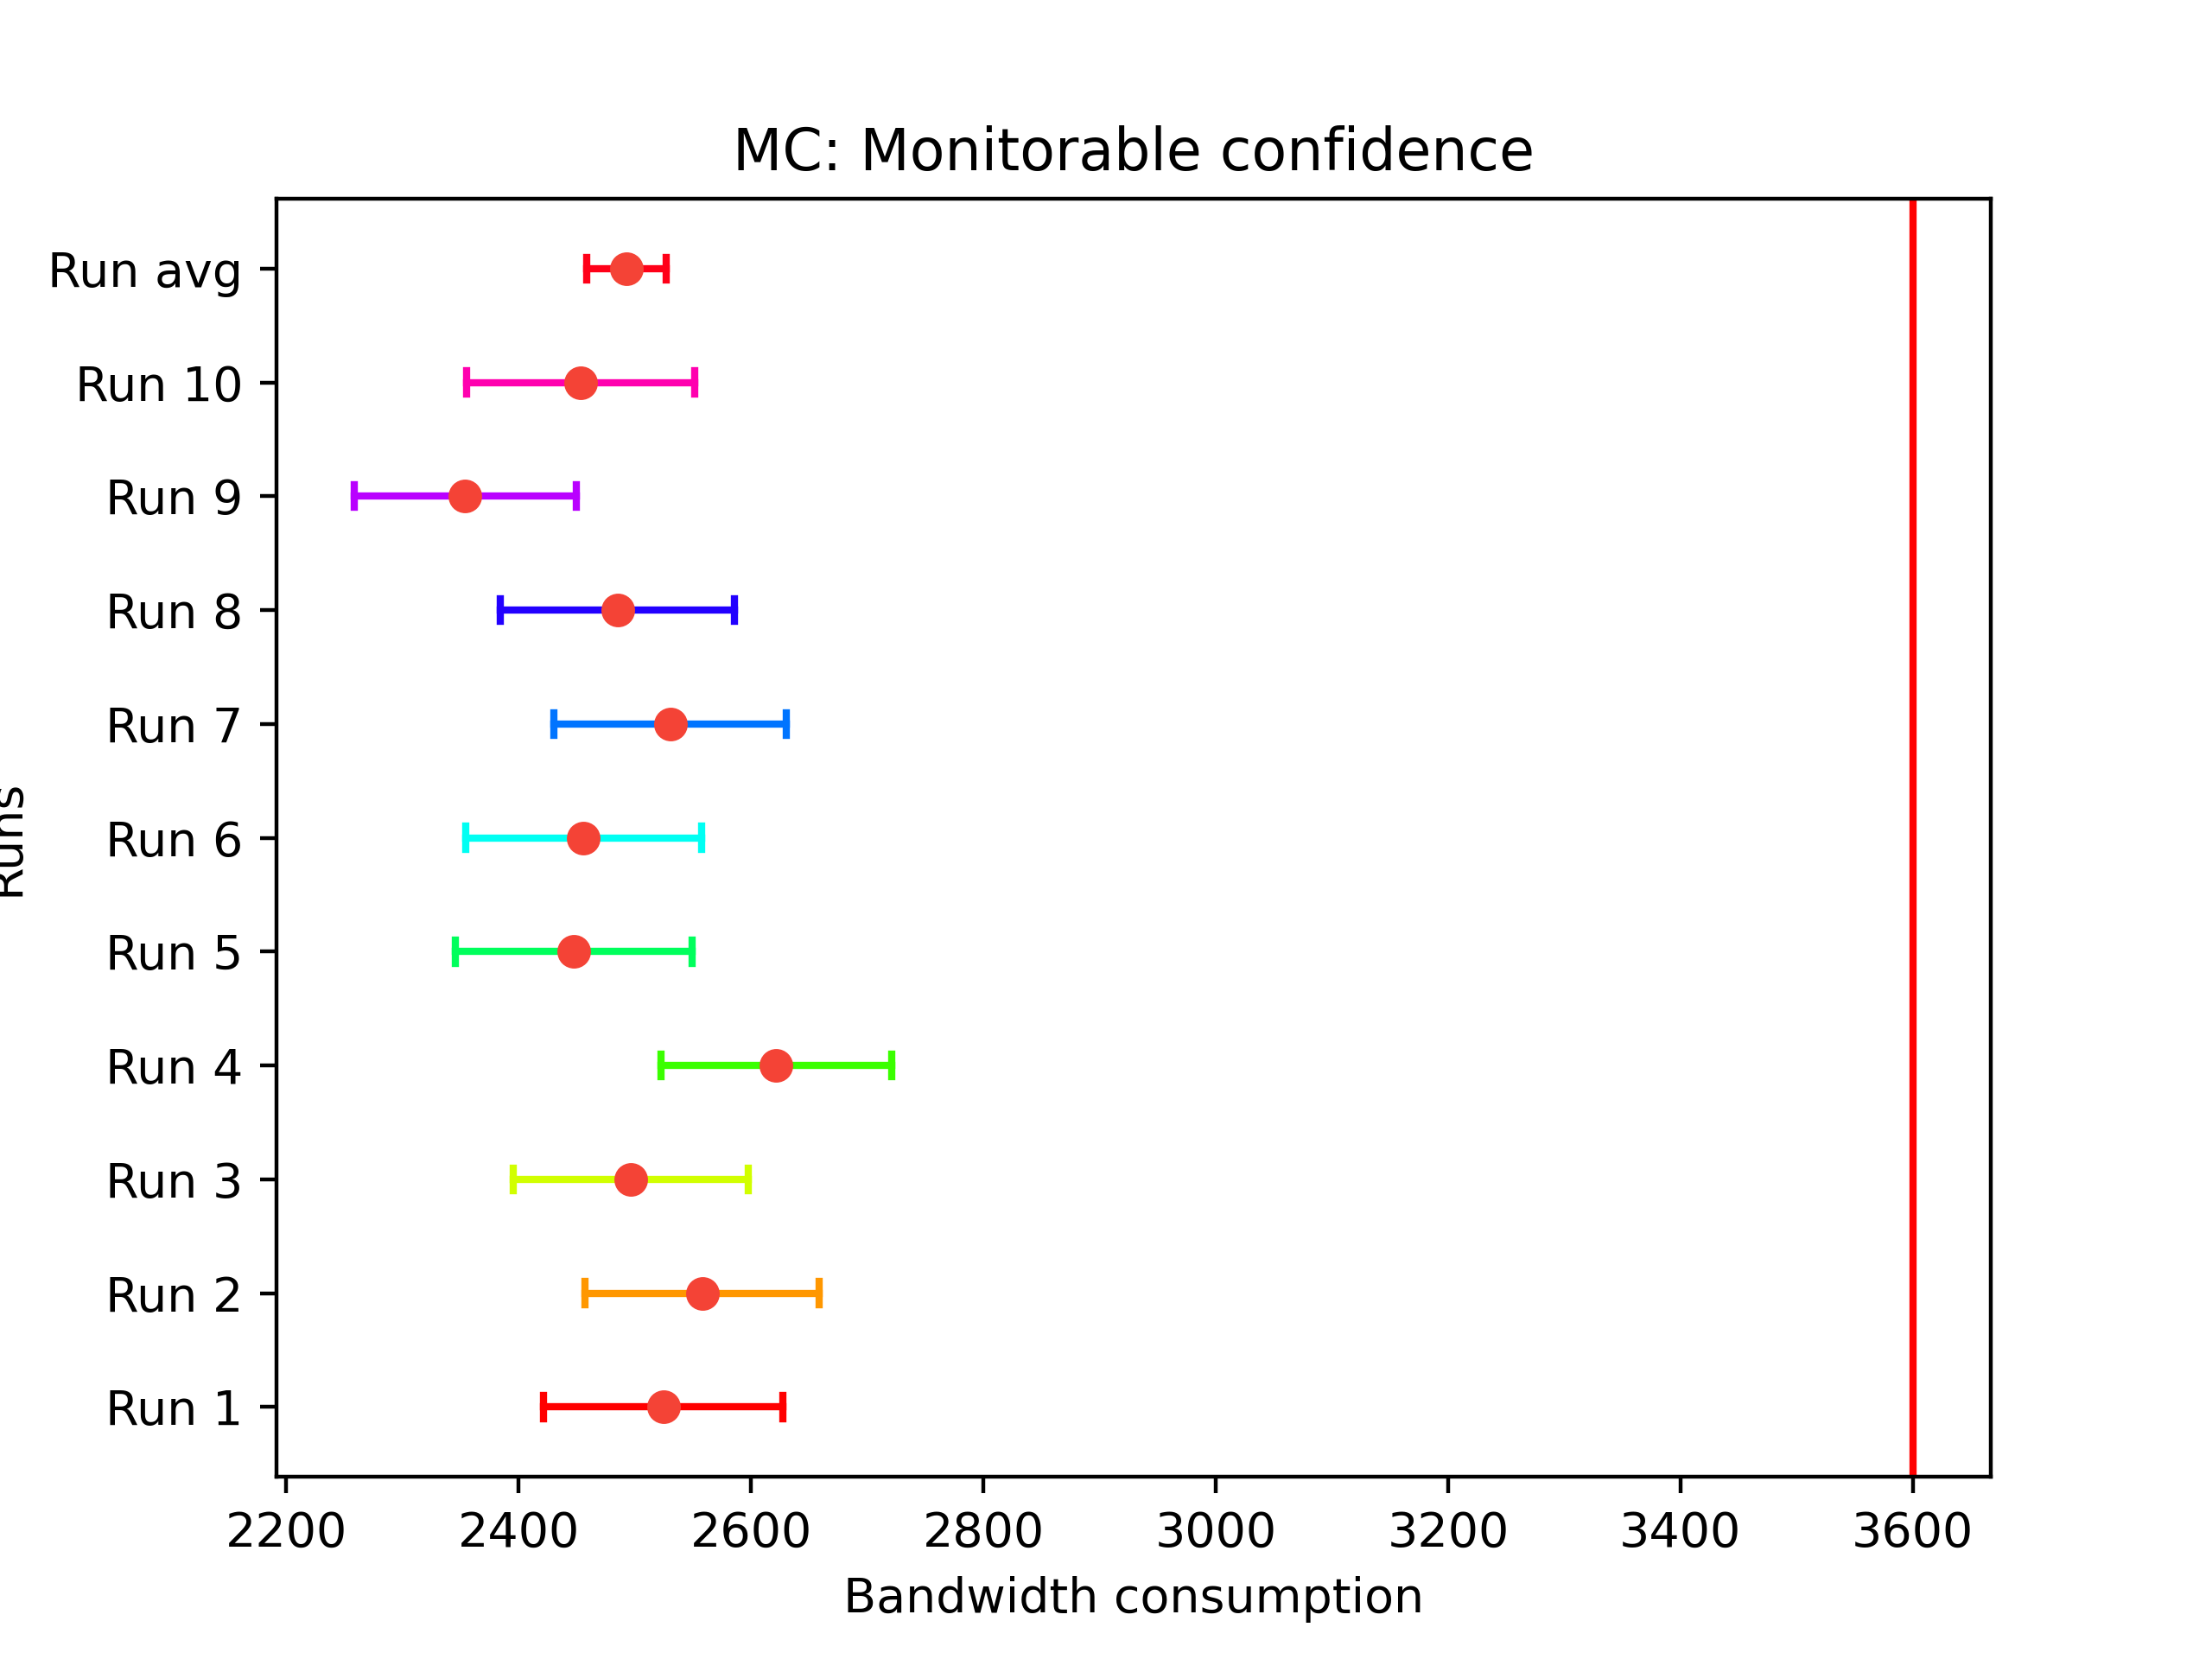 MC: Monitorable confidence
Run avg
Run 10
Run 9
Run 8
Run 7
Run 6
Runs
Run 5
Run 4
Run 3
Run 2
Run 1
2200 2400 2600 2800 3000 3200 3400 3600
Bandwidth consumption